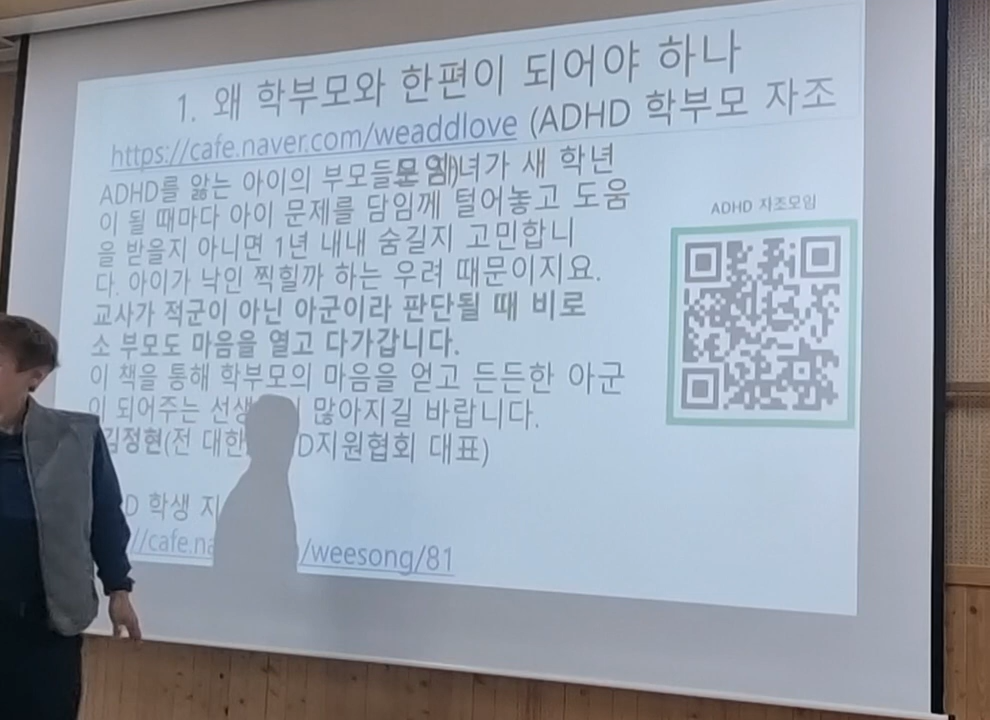 1. 왜 학부모와 한편이 되어야 하나
https://cafe.naver.com/weaddlove (ADHD 학부모 자조
모임)
ADHD를 앓는 아이의 부모들은 자녀가 새 학년
이 될 때마다 아이 문제를 담임께 털어놓고 도움
을 받을지 아니면 1년 내내 숨길지 고민합니
다. 아이가 낙인 찍힐까 하는 우려 때문이지요.
교사가 적군이 아닌 아군이라 판단될 때 비로
소 부모도 마음을 열고 다가갑니다.
이 책을 통해 학부모의 마음을 얻고 든든한 아군
이 되어주는 선생 많아지길 바랍니다.
김정현(전 대한 D지원협회 대표)
D 학생 지
//cafe.na /weesong/81
ADHD 자조모임